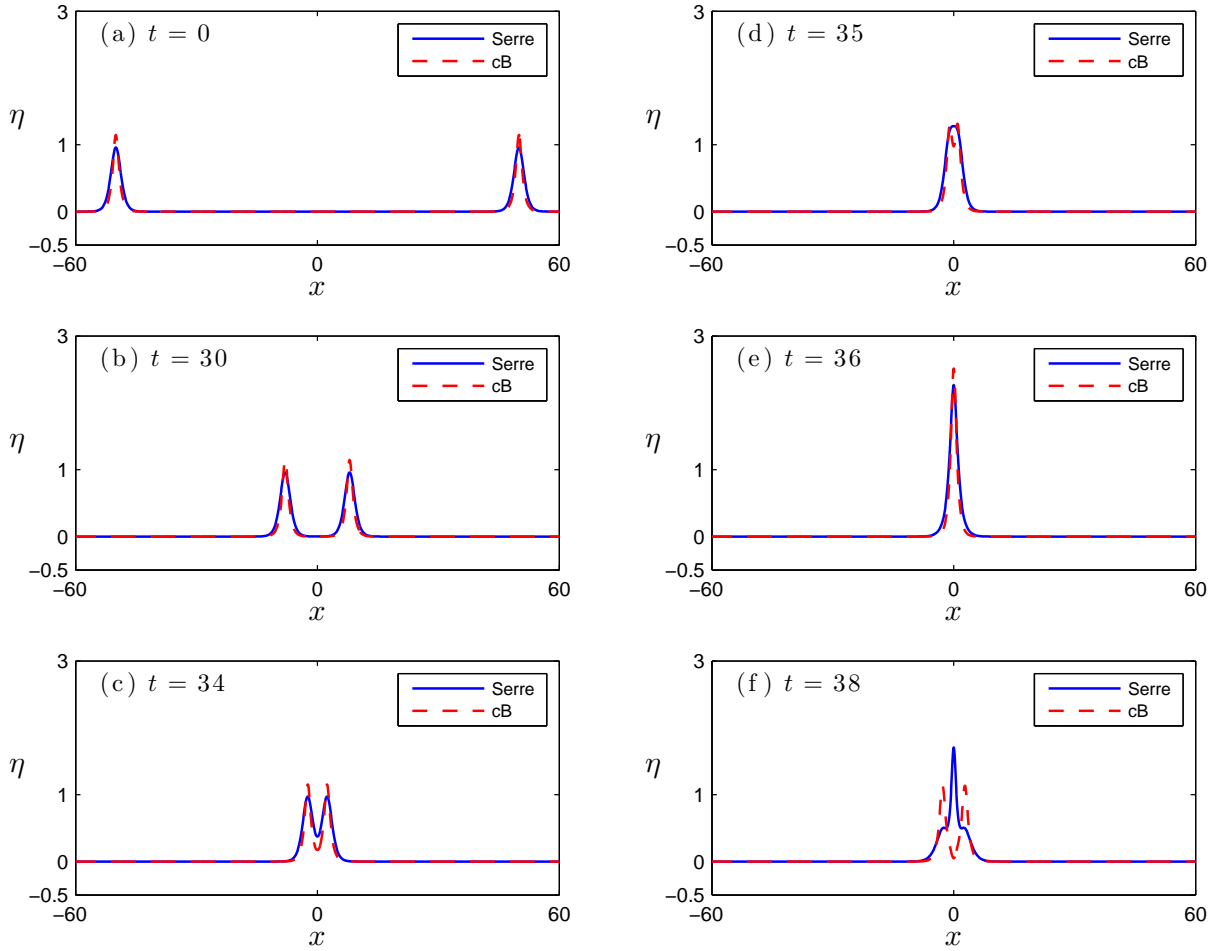 (a) t = 0
Serre
cB
3
1
0
−0.5
η
−60
0
60
x
(d) t = 35
Serre
cB
3
1
0
−0.5
η
−60
0
60
x
(b) t = 30
Serre
cB
3
1
0
−0.5
η
−60
0
60
x
(e) t = 36
Serre
cB
3
1
0
−0.5
η
−60
0
60
x
(c) t = 34
Serre
cB
3
1
0
−0.5
η
−60
0
60
x
(f) t = 38
Serre
cB
3
1
0
−0.5
η
−60
0
60
x